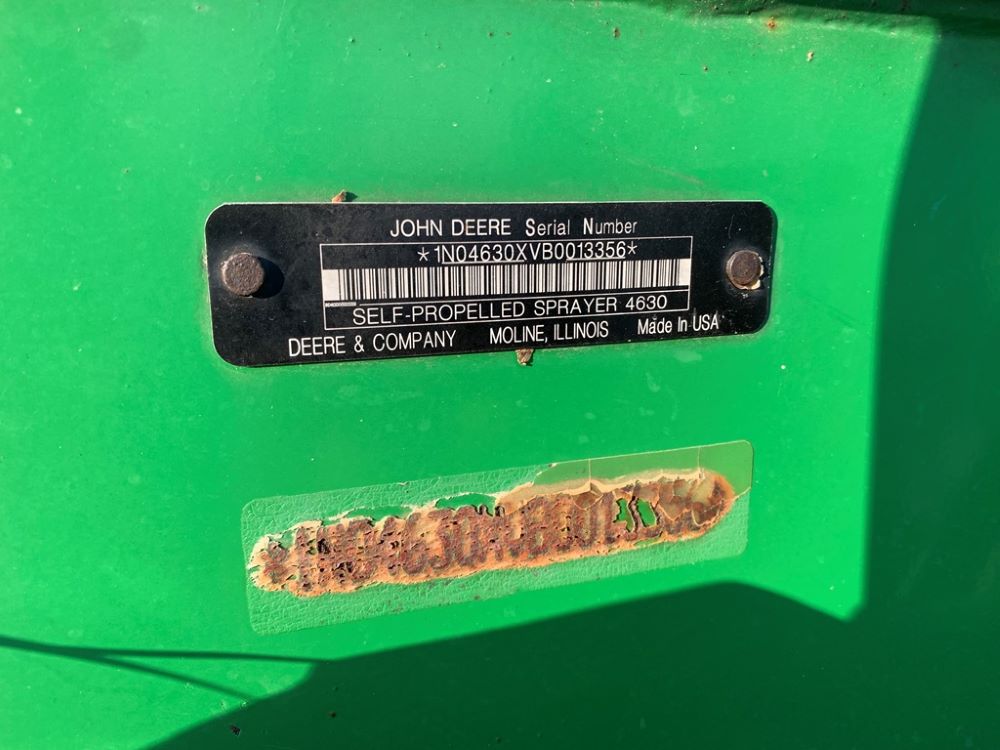 JOHN DEERE Serial Number
*1N04630XVB0013356*
SELF-PROPELLED SPRAYER 4630
DEERE & COMPANY MOLINE, ILLINOIS Made In USA